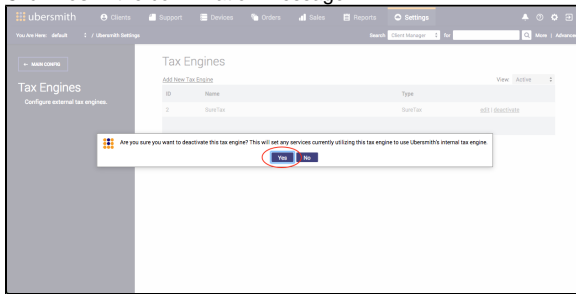 ubersmith Clients Support Devices Orders Sales Reports Settings
You Are Here: default / Ubersmith Settings Search Client Manager for More | Advanced
← MAIN CONFIG
Tax Engines
Configure external tax engines.
Tax Engines
Add New Tax Engine View Active
ID Name Type
2 SureTax SureTax edit | deactivate
Are you sure you want to deactivate this tax engine? This will set any services currently utilizing this tax engine to use Ubersmith's internal tax engine.
Yes No